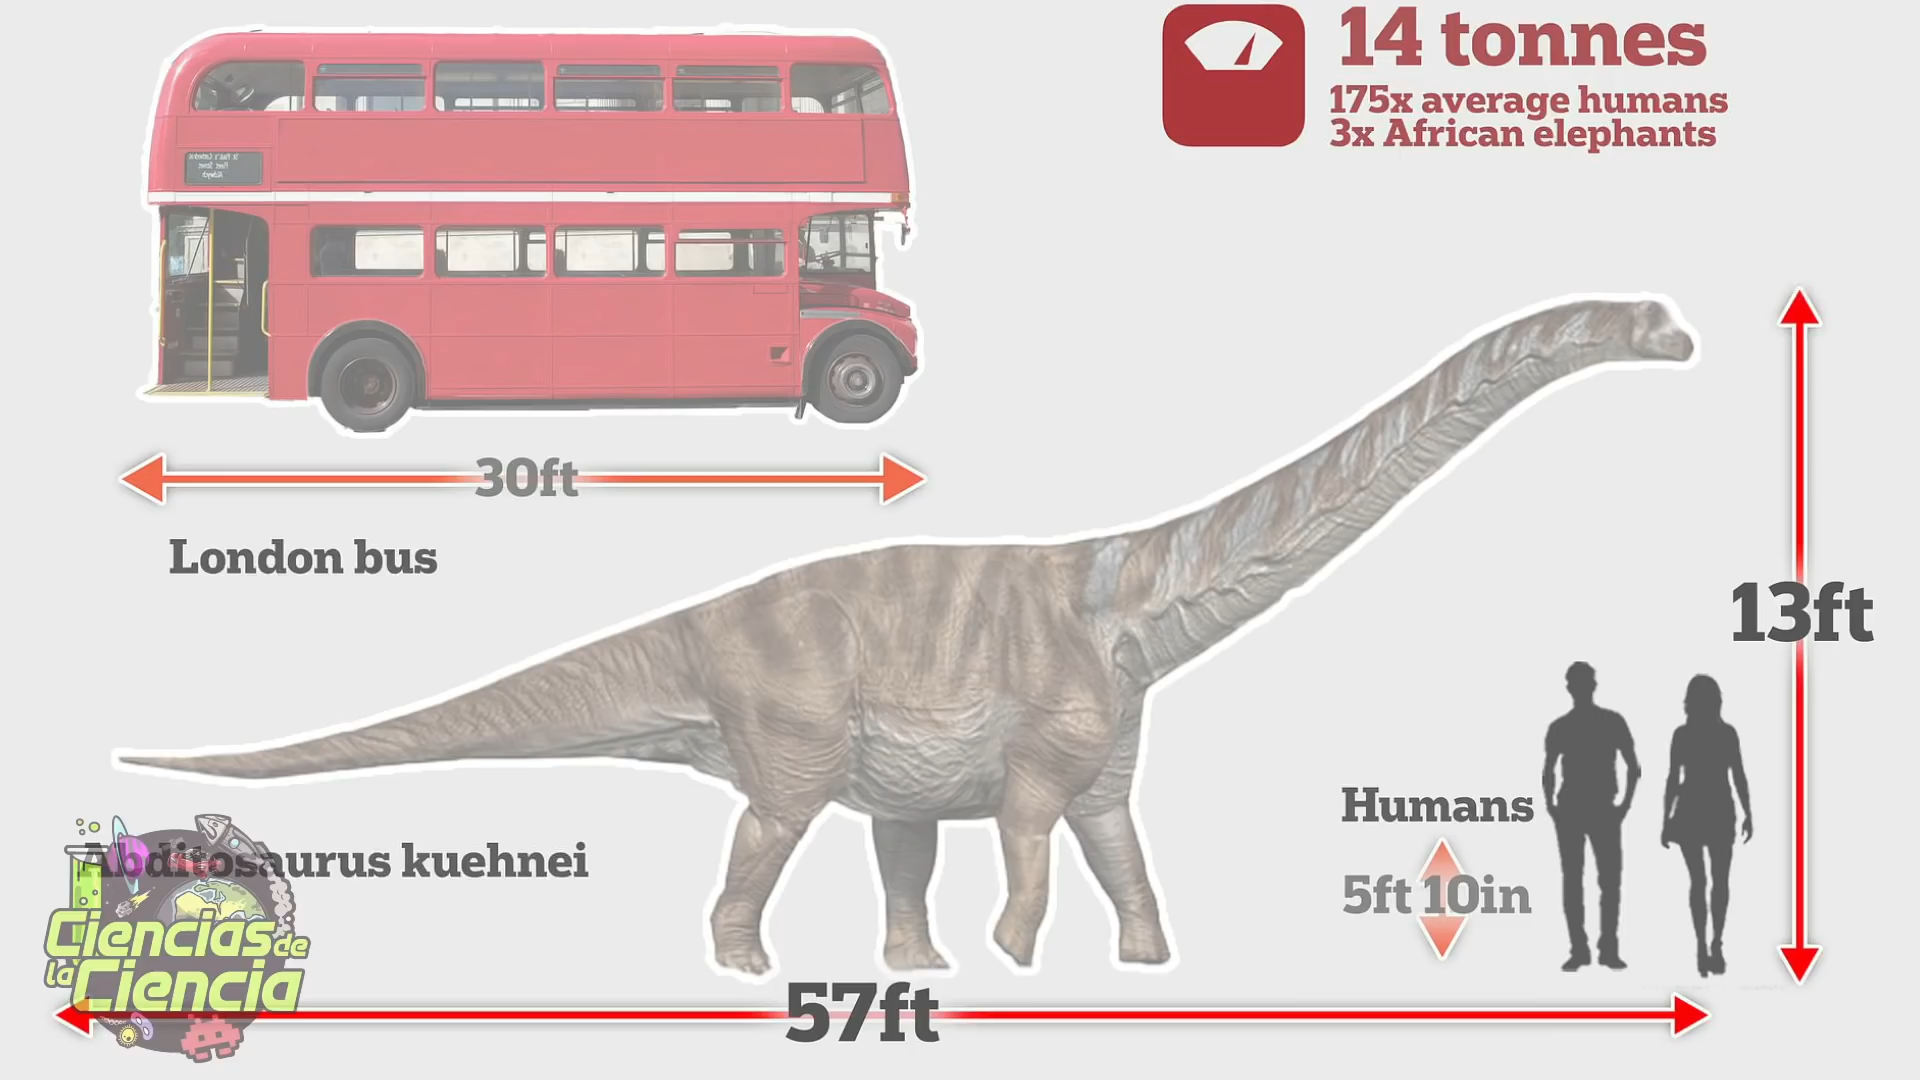 14 tonnes
175x average humans
3x African elephants
30ft
London bus
13ft
Humans
5ft 10in
Abditosaurus kuehnei
Ciencias de
la Ciencia
57ft